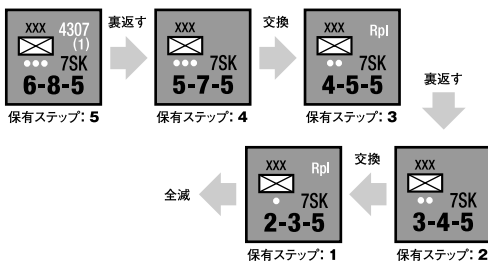 XXX 4307
(1)
7SK
6-8-5
保有ステップ: 5
裏返す
XXX
7SK
5-7-5
保有ステップ: 4
交換
XXX Rpl
7SK
4-5-5
保有ステップ: 3
裏返す
XXX
7SK
3-4-5
保有ステップ: 2
交換
XXX Rpl
7SK
2-3-5
保有ステップ: 1
全滅